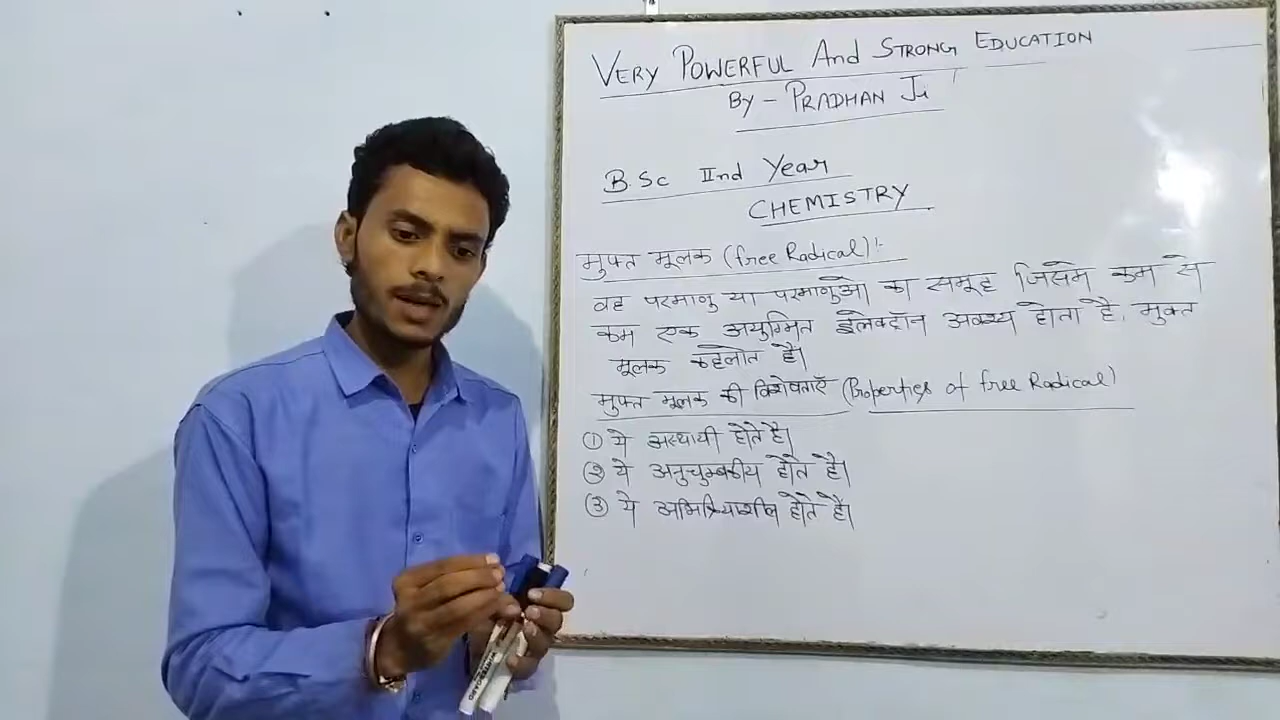 VERY POWERFUL And STRONG EDUCATION
By - PRADHAN Ji
B.Sc IInd Year
CHEMISTRY
मुक्त मूलक (free Radical) :-
वह परमाणु या परमाणुओ का समूह जिसमे कम से
कम एक अयुग्मित इलेक्ट्रॉन अवश्य होता है, मुक्त
मूलक कहेलाते है।
मुक्त मूलक की विशेषताएँ (Properties of free Radical)
① ये अस्थायी होते है।
② ये अनुचुम्बकीय होते है।
③ ये अभिक्रियाशील होते है।